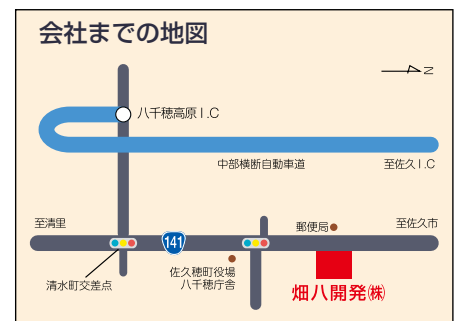 会社までの地図
N
八千穂高原I.C
中部横断自動車道
至佐久I.C
至清里
141
郵便局
至佐久市
清水町交差点
佐久穂町役場
八千穂庁舎
畑八開発㈱